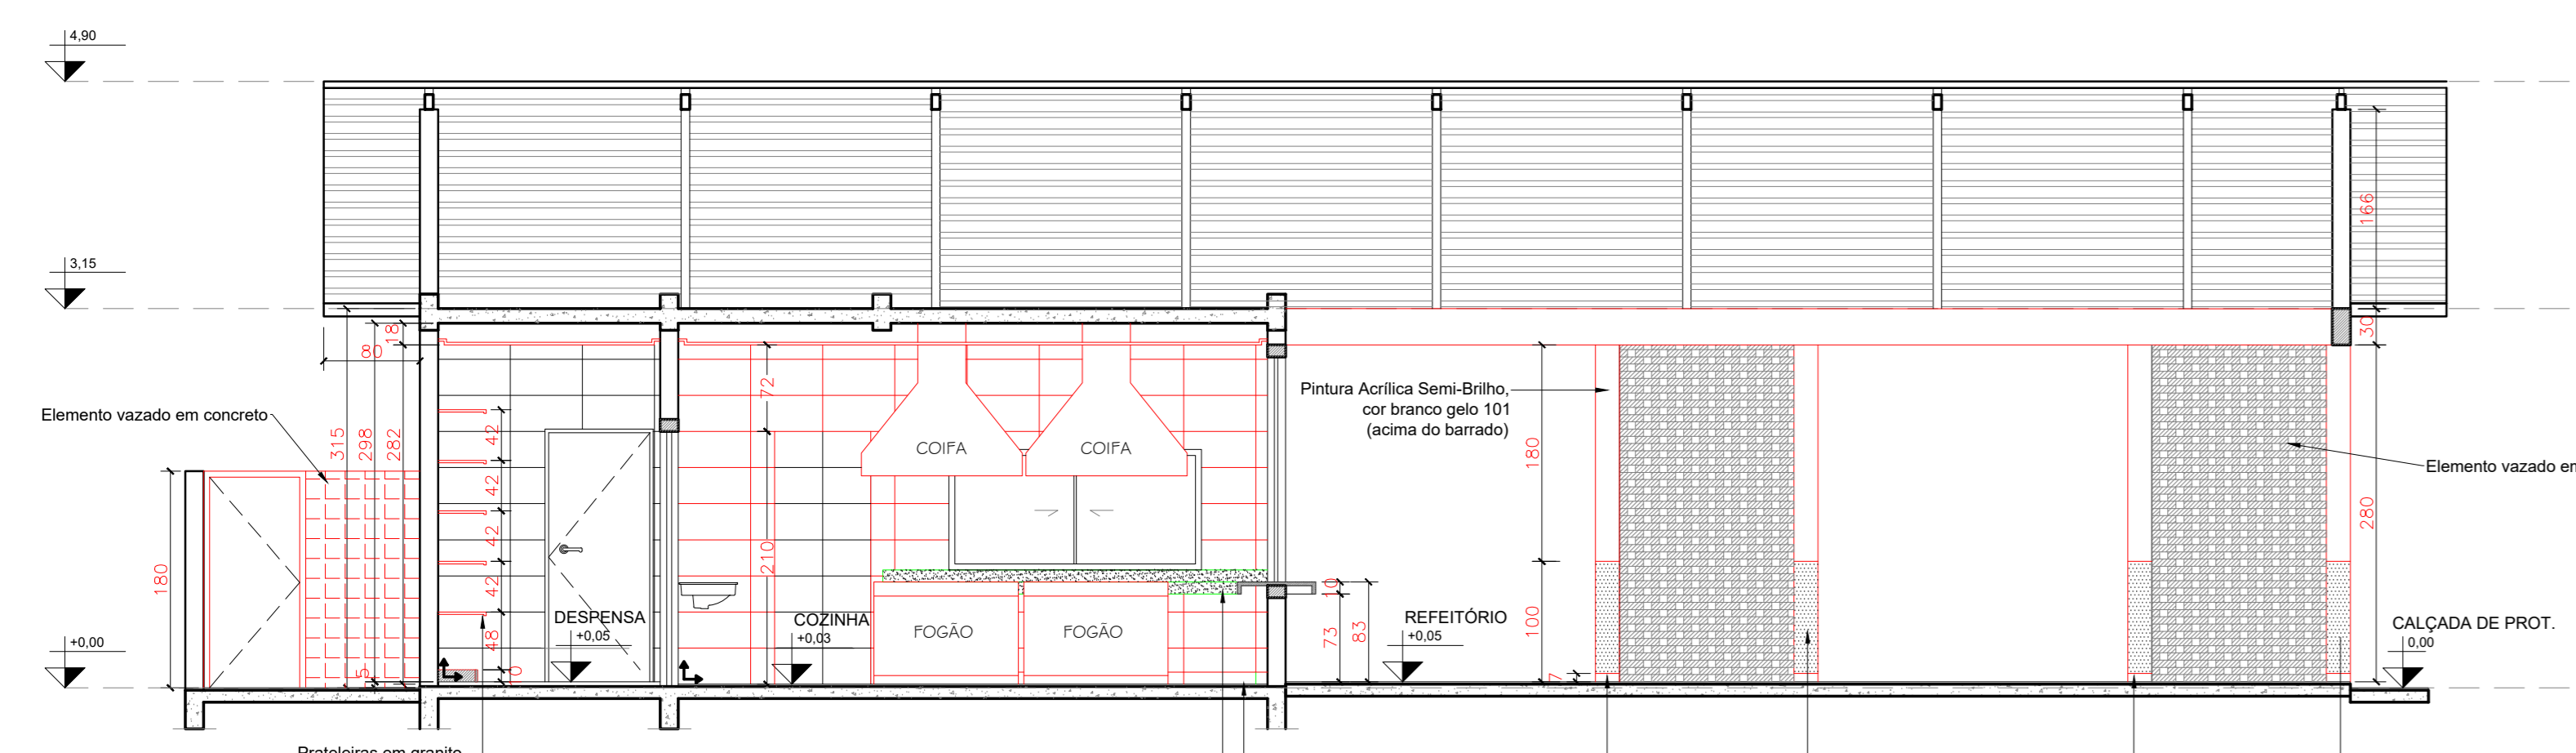 4,90
3,15
+0,00
166
30
280
80
18
315
298
282
Elemento vazado em concreto
180
5
42
42
42
42
48
10
DESPENSA
+0,05
72
210
COZINHA
+0,03
COIFA
COIFA
FOGÃO
FOGÃO
10
73
83
Pintura Acrílica Semi-Brilho,
cor branco gelo 101
(acima do barrado)
180
100
7
REFEITÓRIO
+0,05
Elemento vazado em
CALÇADA DE PROT.
0,00
Prateleiras em granito